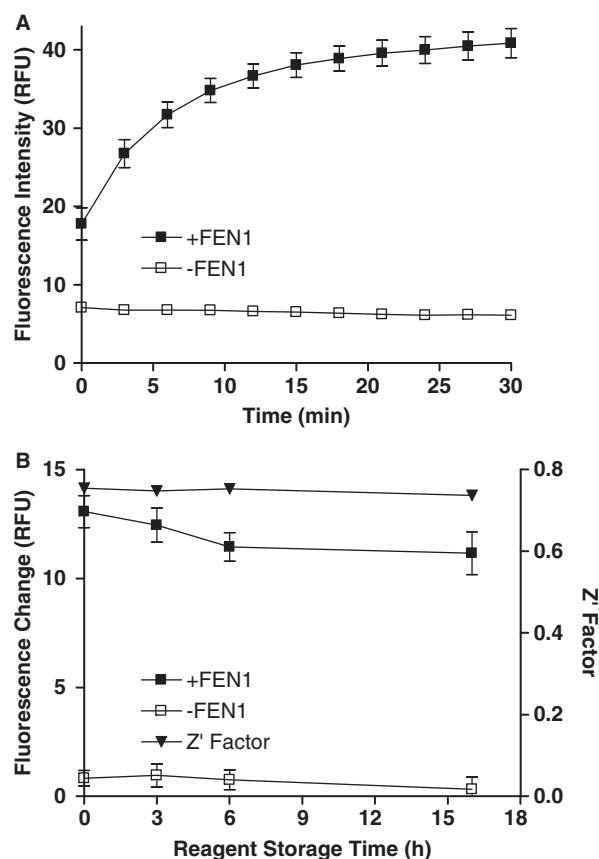 A
Fluorescence Intensity (RFU)
40
30
20
10
0
+FEN1
-FEN1
0 5 10 15 20 25 30
Time (min)
B
Fluorescence Change (RFU)
15
10
5
0
+FEN1
-FEN1
Z' Factor
0.8
0.6
0.4
0.2
0.0
Z' Factor
0 3 6 9 12 15 18
Reagent Storage Time (h)